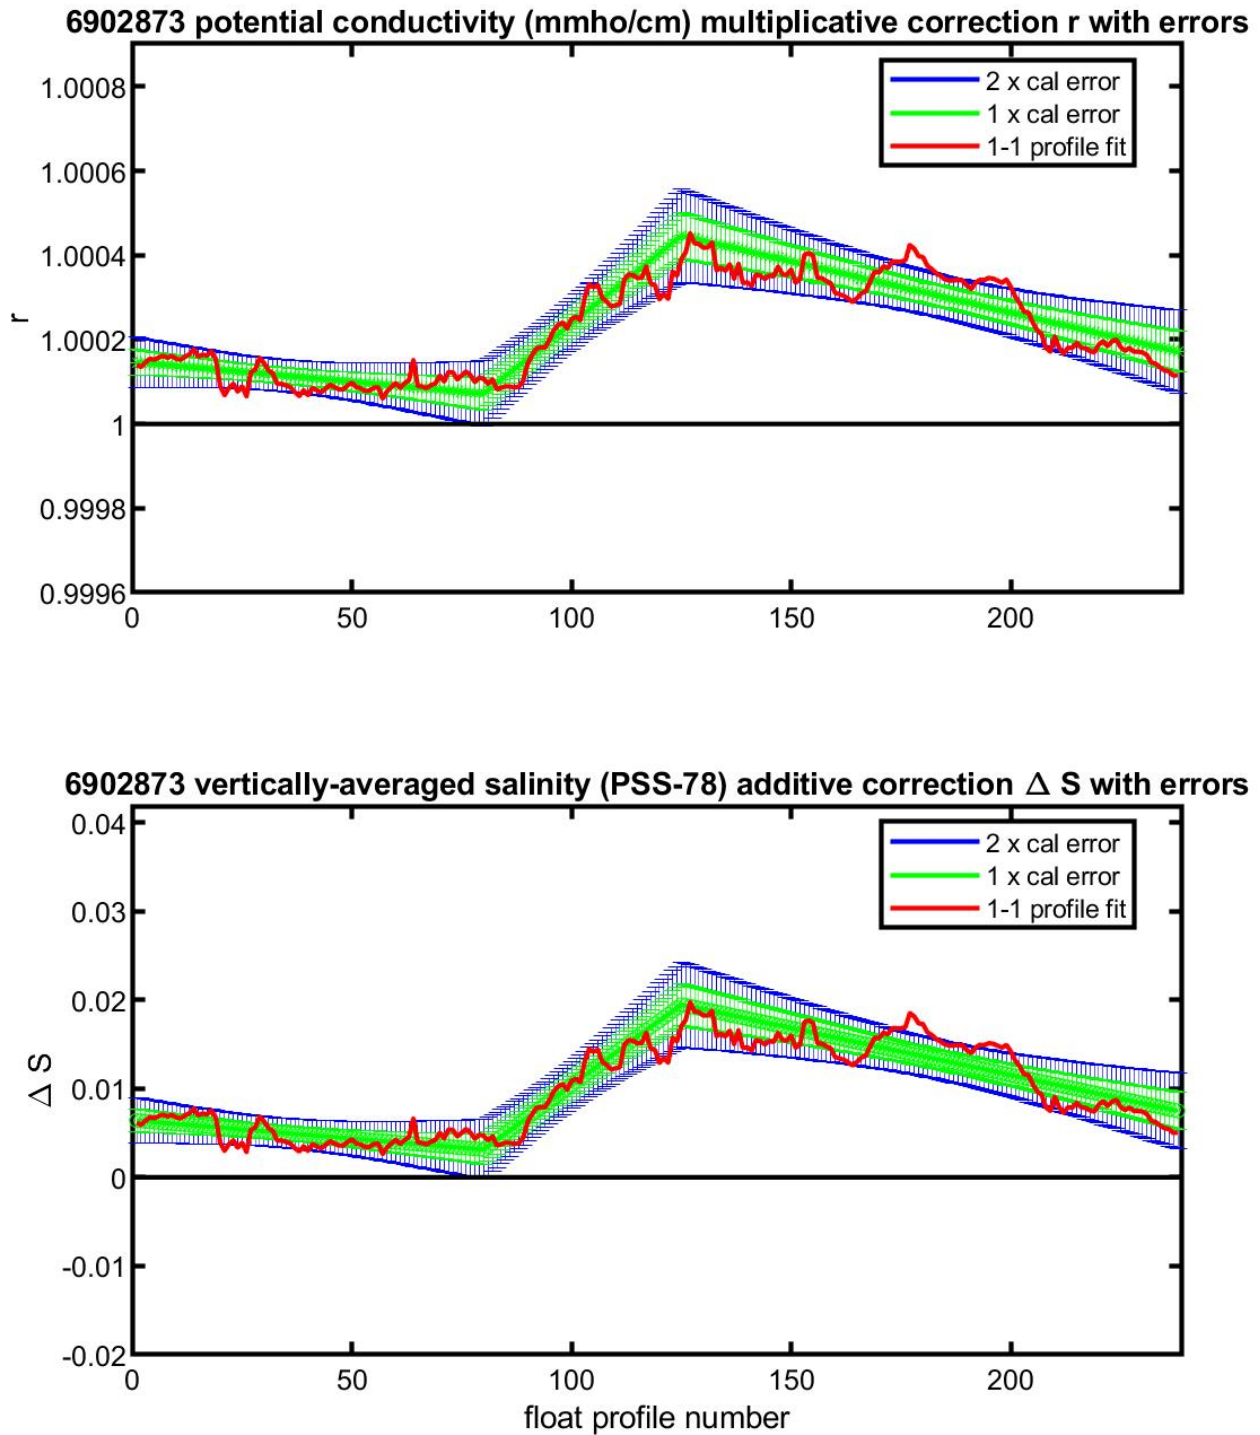 6902873 potential conductivity (mmho/cm) multiplicative correction r with errors
2 x cal error
1 x cal error
1-1 profile fit
1.0008
1.0006
1.0004
1.0002
1
0.9998
0.9996
r
0 50 100 150 200
6902873 vertically-averaged salinity (PSS-78) additive correction Δ S with errors
2 x cal error
1 x cal error
1-1 profile fit
0.04
0.03
0.02
0.01
0
-0.01
-0.02
Δ S
0 50 100 150 200
float profile number